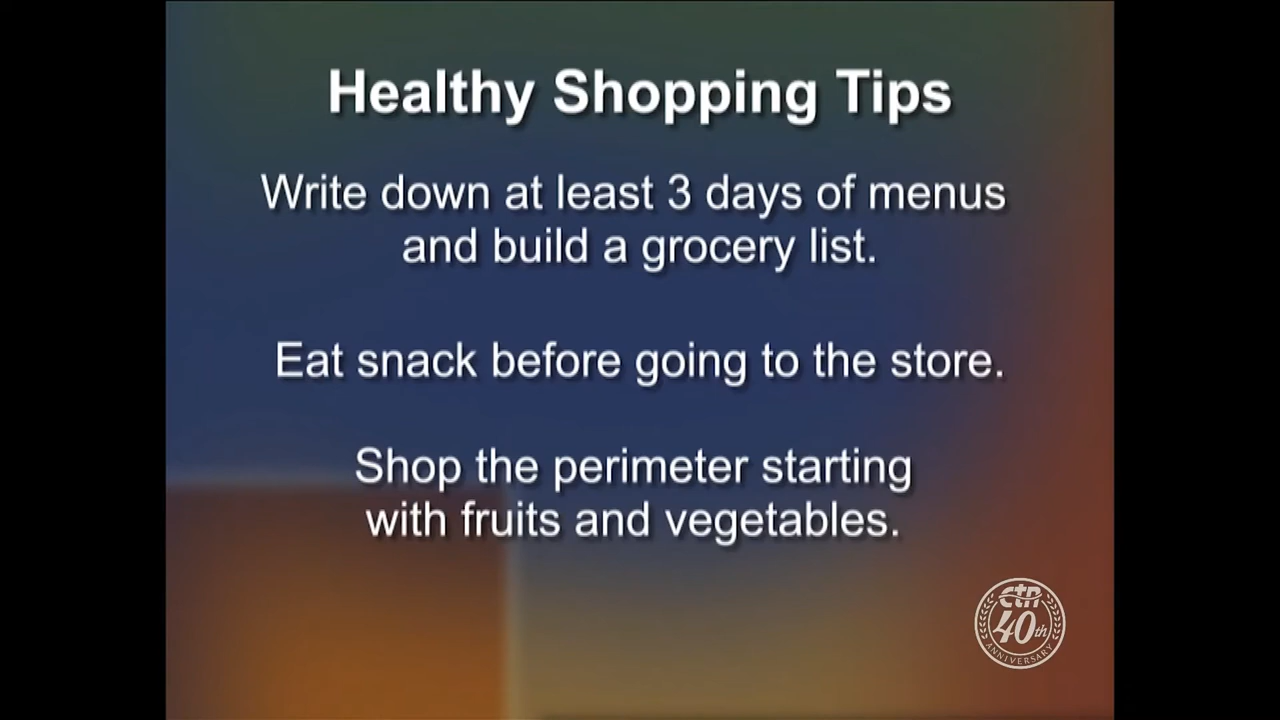 Healthy Shopping Tips
Write down at least 3 days of menus
and build a grocery list.
Eat snack before going to the store.
Shop the perimeter starting
with fruits and vegetables.
ctn
40th
ANNIVERSARY